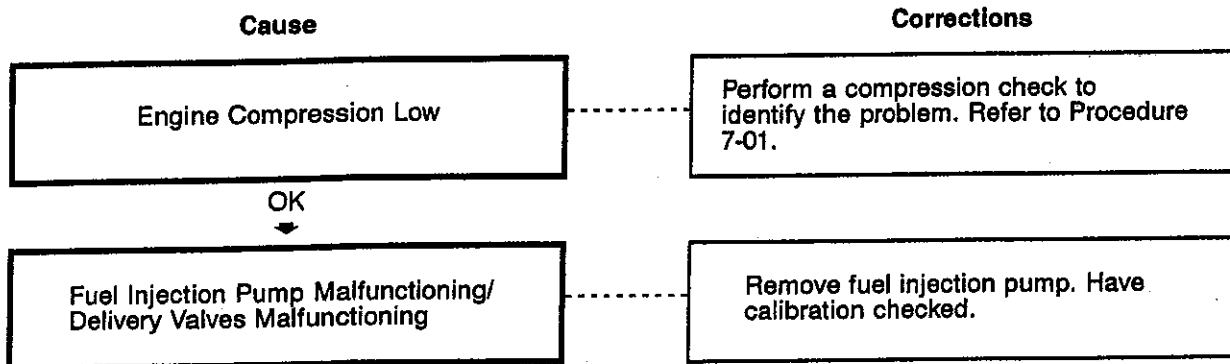 Cause
Corrections
Engine Compression Low
Perform a compression check to
identify the problem. Refer to Procedure
7-01.
OK
Fuel Injection Pump Malfunctioning/
Delivery Valves Malfunctioning
Remove fuel injection pump. Have
calibration checked.